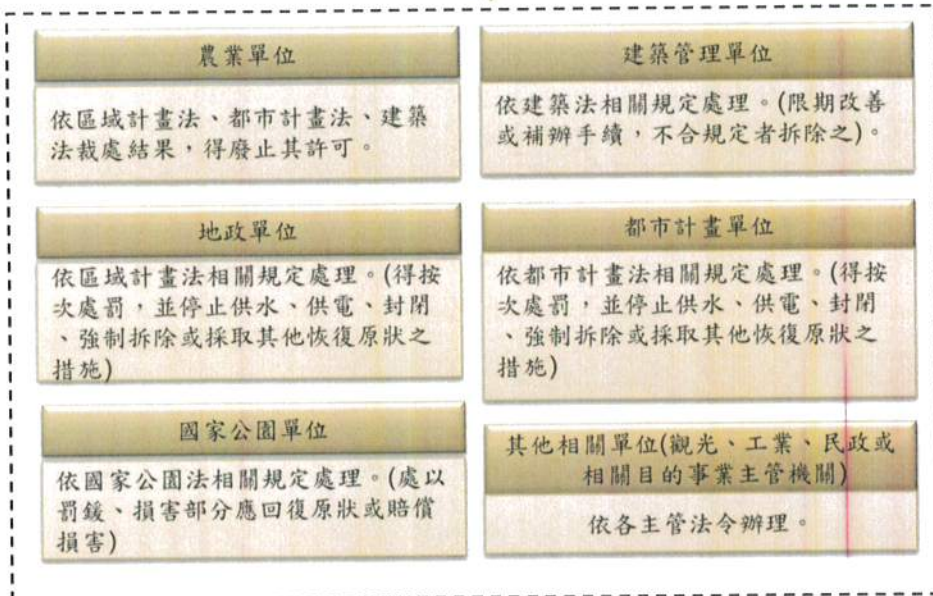 農業單位
依區域計畫法、都市計畫法、建築
法裁處結果，得廢止其許可。
建築管理單位
依建築法相關規定處理。(限期改善
或補辦手續，不合規定者拆除之)。
地政單位
依區域計畫法相關規定處理。(得按
次處罰，並停止供水、供電、封閉
、強制拆除或採取其他恢復原狀之
措施)
都市計畫單位
依都市計畫法相關規定處理。(得按
次處罰，並停止供水、供電、封閉
、強制拆除或採取其他恢復原狀之
措施)
國家公園單位
依國家公園法相關規定處理。(處以
罰鍰、損害部分應回復原狀或賠償
損害)
其他相關單位(觀光、工業、民政或
相關目的事業主管機關)
依各主管法令辦理。